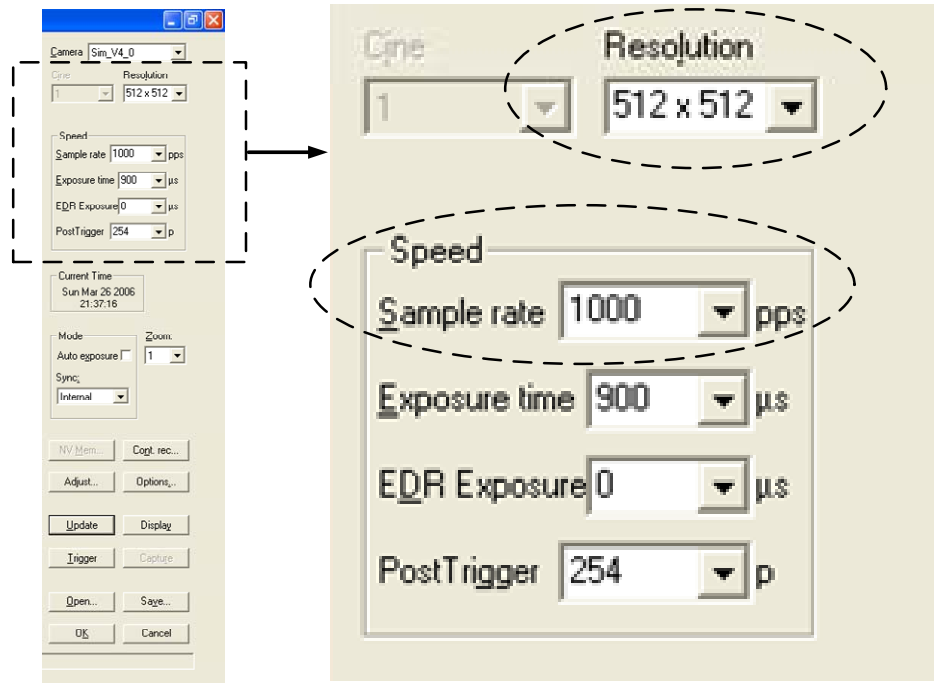 Camera Sim_V4_0
Cine Resolution
1 512 x 512
Speed
Sample rate 1000 pps
Exposure time 900 µs
EDR Exposure 0 µs
PostTrigger 254 p
Current Time
Sun Mar 26 2006
21:37:16
Mode Zoom:
Auto exposure 1
Sync:
Internal
NV Mem... Cont. rec...
Adjust... Options...
Update Display
Trigger Capture
Open... Save...
OK Cancel
Cine Resolution
1 512 x 512
Speed
Sample rate 1000 pps
Exposure time 900 µs
EDR Exposure 0 µs
PostTrigger 254 p